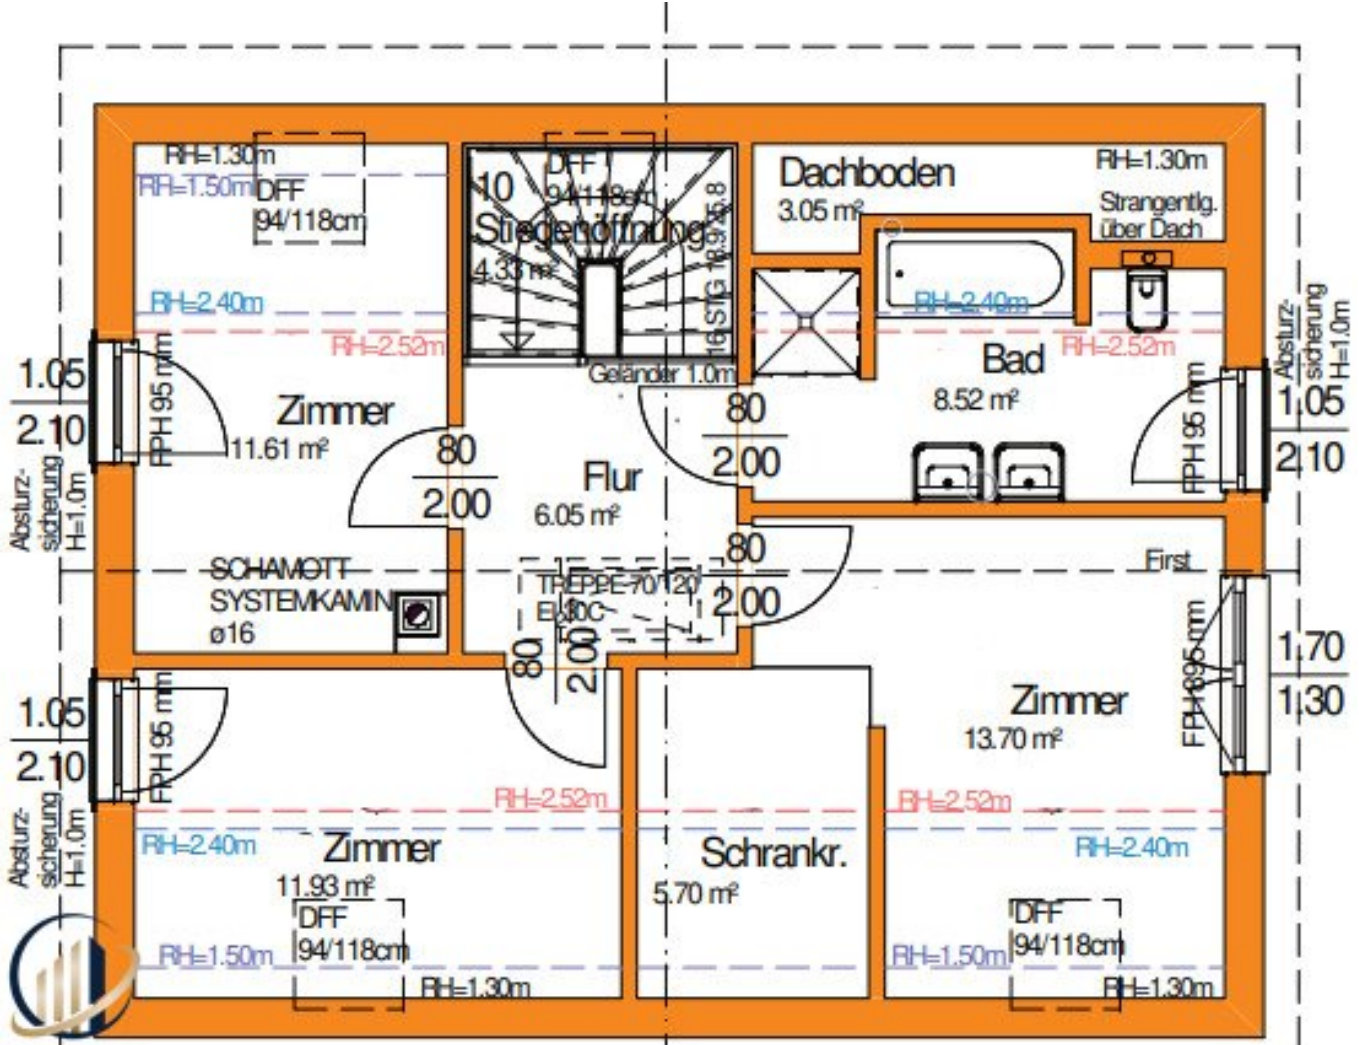 RH=1.30m
RH=1.50m
DFF
94/118cm
RH=2.40m
RH=2.52m
Zimmer
11.61 m²
1.05
2.10
FPH 95 mm
Absturz-
sicherung
H=1.0m
SCHAMOTT
SYSTEMKAMIN
ø16
10
DFF
94/118cm
Stiegenöffnung
4.33 m²
16 STG 18.9/25.8
Geländer 1.0m
80
2.00
Flur
6.05 m²
80
2.00
TREPPE 70/120
80
2.00
80
2.00
Dachboden
3.05 m²
RH=1.30m
Strangentlg.
über Dach
RH=2.40m
RH=2.52m
Bad
8.52 m²
FPH 95 mm
Absturz-
sicherung
H=1.0m
1.05
2.10
First
Zimmer
13.70 m²
1.70
1.30
RH=2.52m
RH=2.40m
DFF
94/118cm
RH=1.50m
RH=1.30m
Schrankr.
5.70 m²
1.05
2.10
FPH 95 mm
Absturz-
sicherung
H=1.0m
RH=2.52m
RH=2.40m
Zimmer
11.93 m²
DFF
94/118cm
RH=1.50m
RH=1.30m